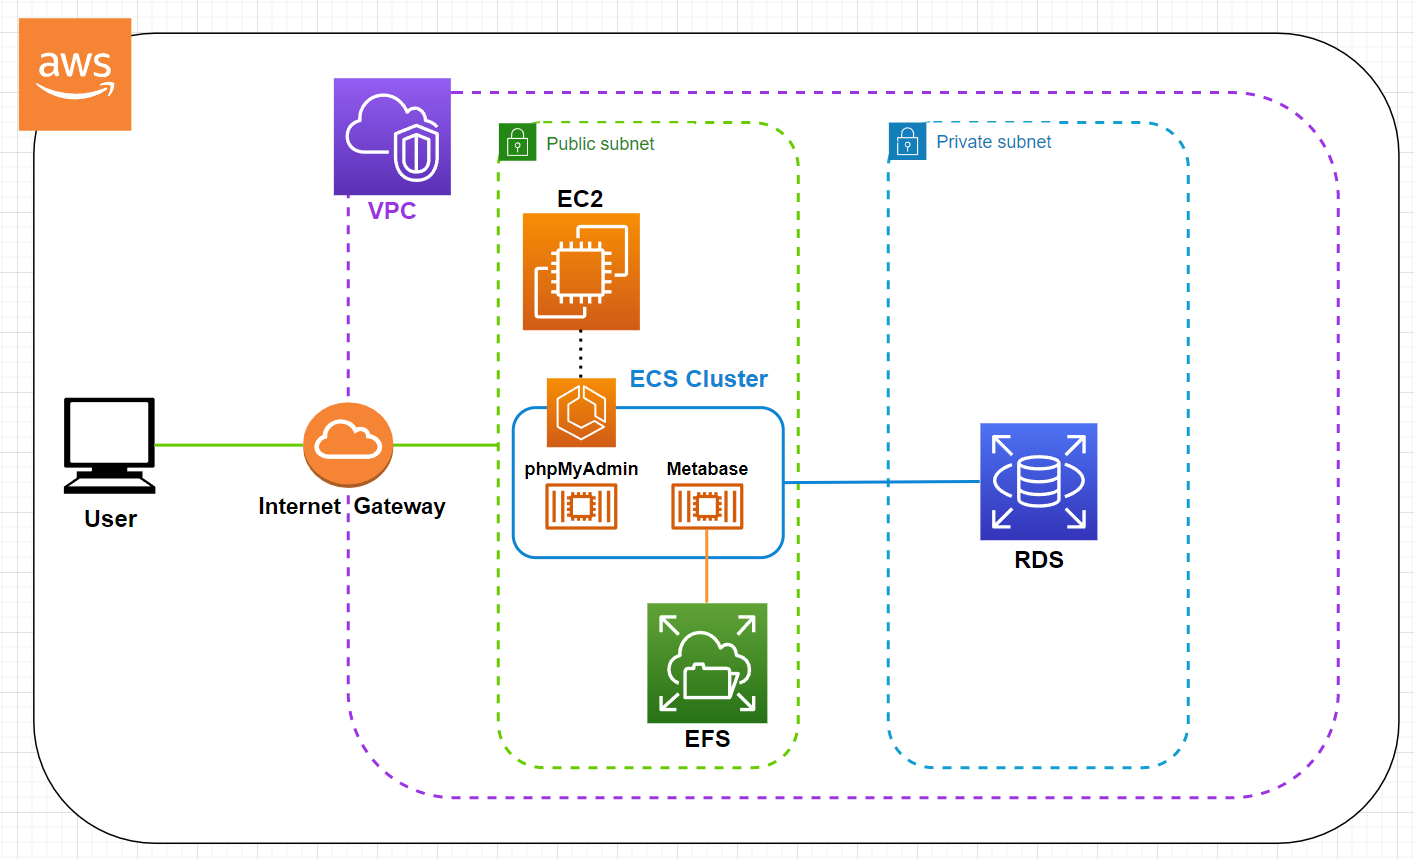 aws
VPC
Public subnet
Private subnet
EC2
ECS Cluster
phpMyAdmin
Metabase
User
Internet Gateway
RDS
EFS